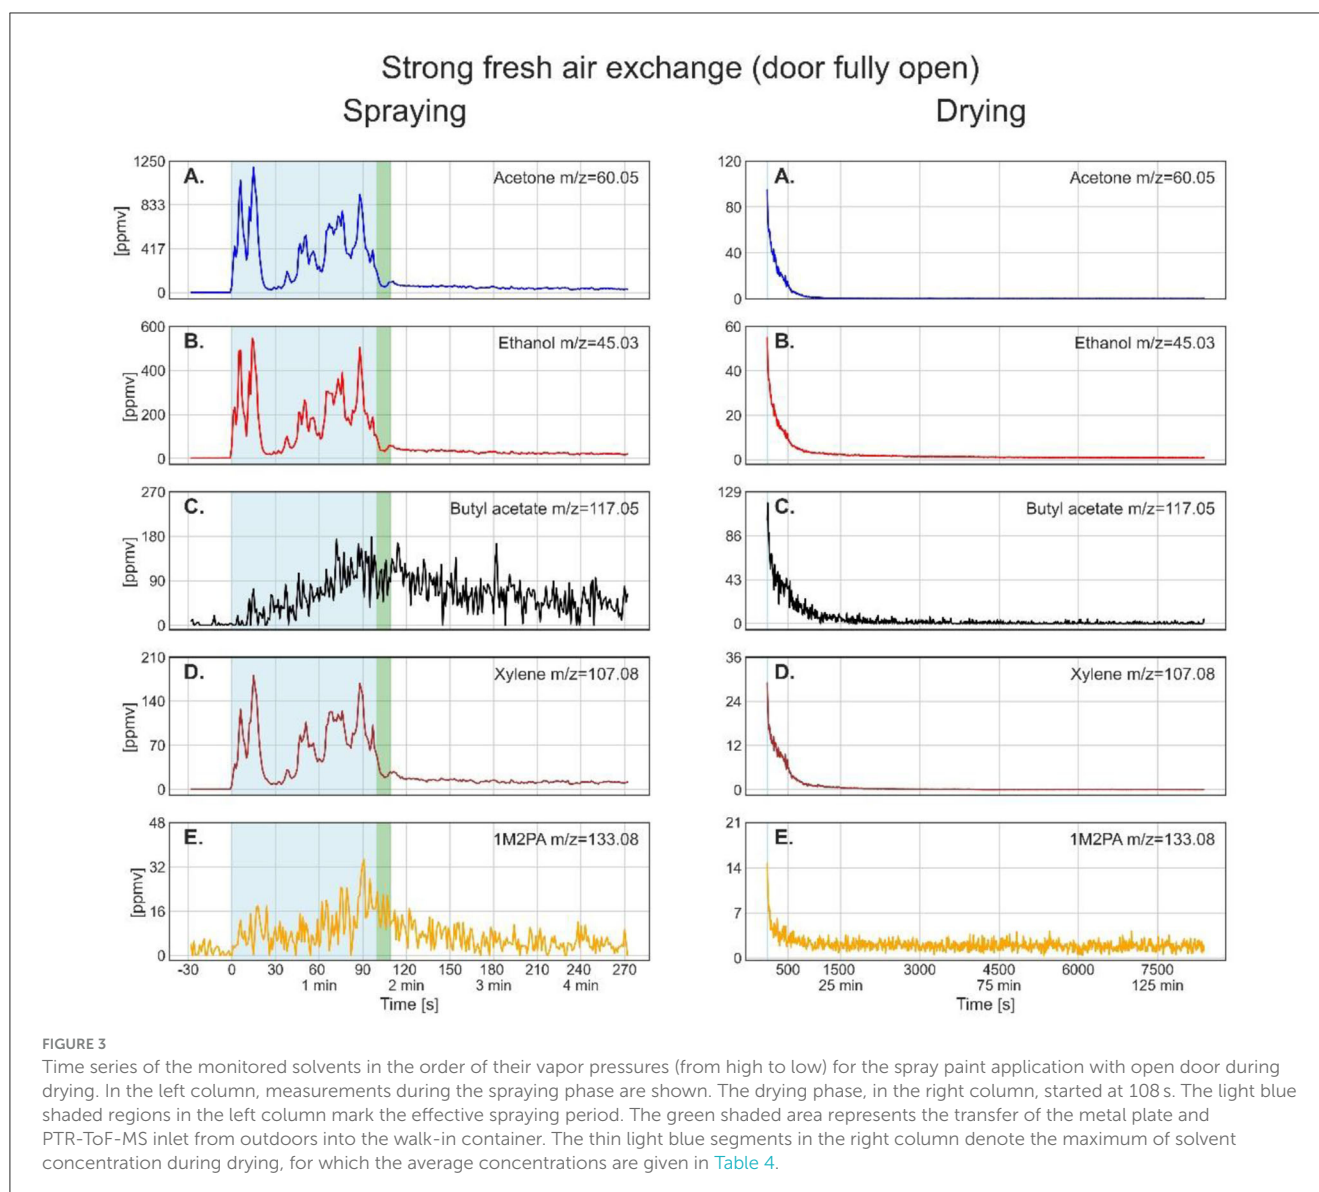 Strong fresh air exchange (door fully open)
Spraying
Drying
A.
Acetone m/z=60.05
1250
833
417
0
[ppmv]
A.
Acetone m/z=60.05
120
80
40
0
B.
Ethanol m/z=45.03
600
400
200
0
[ppmv]
B.
Ethanol m/z=45.03
60
40
20
0
C.
Butyl acetate m/z=117.05
270
180
90
0
[ppmv]
C.
Butyl acetate m/z=117.05
129
86
43
0
D.
Xylene m/z=107.08
210
140
70
0
[ppmv]
D.
Xylene m/z=107.08
36
24
12
0
E.
1M2PA m/z=133.08
48
32
16
0
[ppmv]
E.
1M2PA m/z=133.08
21
14
7
0
-30 0 30 60 90 120 150 180 210 240 270
1 min 2 min 3 min 4 min
Time [s]
500 1500 3000 4500 6000 7500
25 min 75 min 125 min
Time [s]
FIGURE 3
Time series of the monitored solvents in the order of their vapor pressures (from high to low) for the spray paint application with open door during
drying. In the left column, measurements during the spraying phase are shown. The drying phase, in the right column, started at 108 s. The light blue
shaded regions in the left column mark the effective spraying period. The green shaded area represents the transfer of the metal plate and
PTR-ToF-MS inlet from outdoors into the walk-in container. The thin light blue segments in the right column denote the maximum of solvent
concentration during drying, for which the average concentrations are given in Table 4.